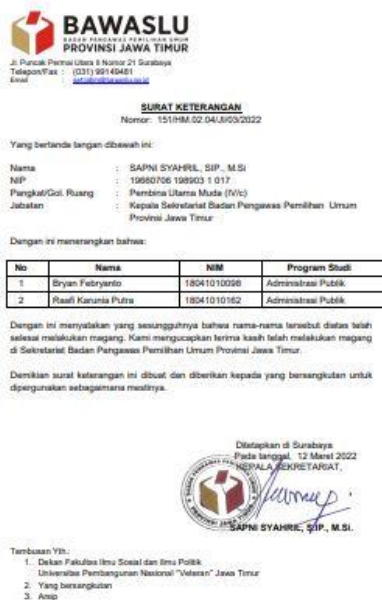 BAWASLU
BADAN PENGAWAS PEMILIHAN UMUM
PROVINSI JAWA TIMUR
Jl. Puncak Permai Utara II Nomor 21 Surabaya
Telepon/Fax : (031) 99149481
Email :
SURAT KETERANGAN
Nomor: 151/HM.02.04/JI/03/2022
Yang bertanda tangan dibawah ini:
Nama : SAPNI SYAHRIL, SIP., M.Si
NIP : 19660706 198903 1 017
Pangkat/Gol. Ruang : Pembina Utama Muda (IV/c)
Jabatan : Kepala Sekretariat Badan Pengawas Pemilihan Umum
Provinsi Jawa Timur
Dengan ini menerangkan bahwa:
No Nama NIM Program Studi
1 Bryan Febryanto 18041010098 Administrasi Publik
2 Raafi Karunia Putra 18041010162 Administrasi Publik
Dengan ini menyatakan yang sesungguhnya bahwa nama-nama tersebut diatas telah
selesai melakukan magang. Kami mengucapkan terima kasih telah melakukan magang
di Sekretariat Badan Pengawas Pemilihan Umum Provinsi Jawa Timur.
Demikian surat keterangan ini dibuat dan diberikan kepada yang bersangkutan untuk
dipergunakan sebagaimana mestinya.
Ditetapkan di Surabaya
Pada tanggal, 12 Maret 2022
KEPALA SEKRETARIAT,
SAPNI SYAHRIL, S.IP., M.Si.
Tembusan Yth.:
1. Dekan Fakultas Ilmu Sosial dan Ilmu Politik
Universitas Pembangunan Nasional "Veteran" Jawa Timur
2. Yang bersangkutan
3. Arsip